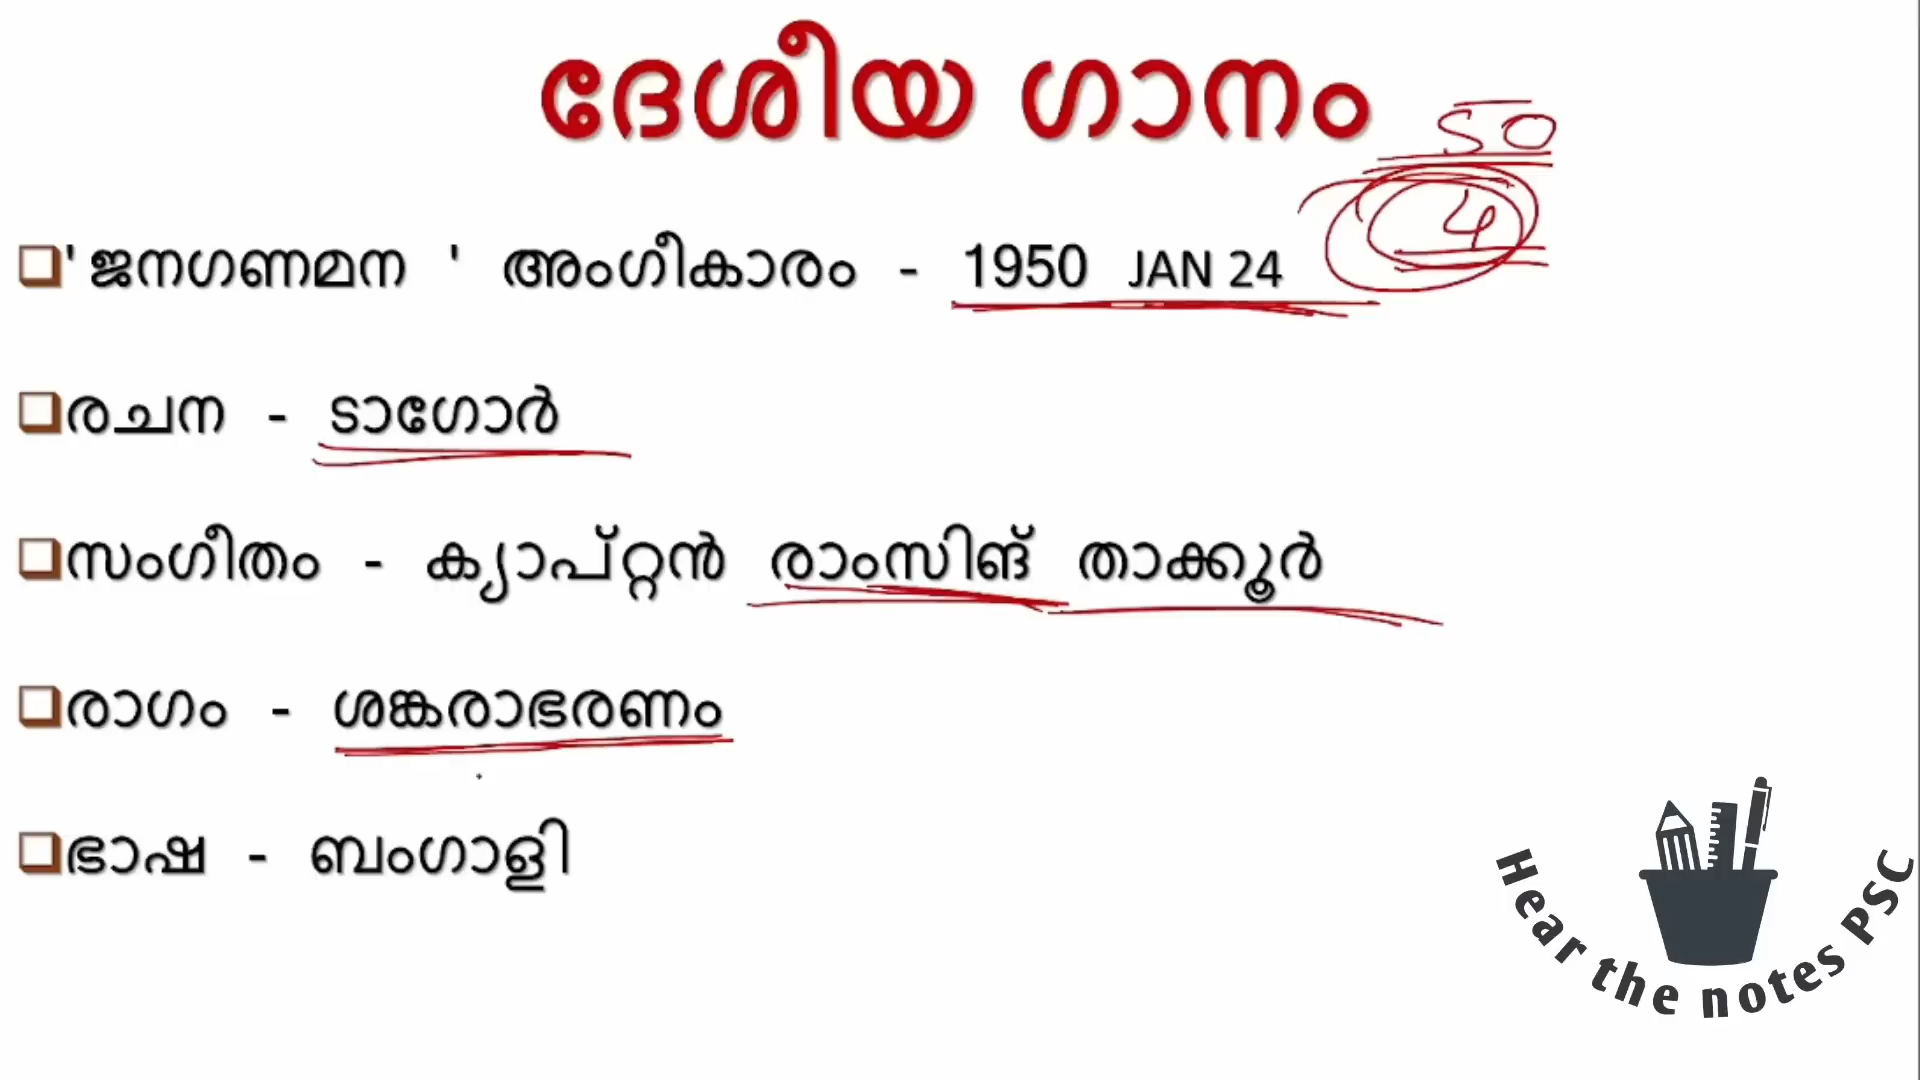 ദേശീയ ഗാനം
50
4
' ജനഗണമന ' അംഗീകാരം - 1950 JAN 24
രചന - ടാഗോർ
സംഗീതം - ക്യാപ്റ്റൻ രാംസിങ് താക്കൂർ
രാഗം - ശങ്കരാഭരണം
ഭാഷ - ബംഗാളി
Hear the notes PSC